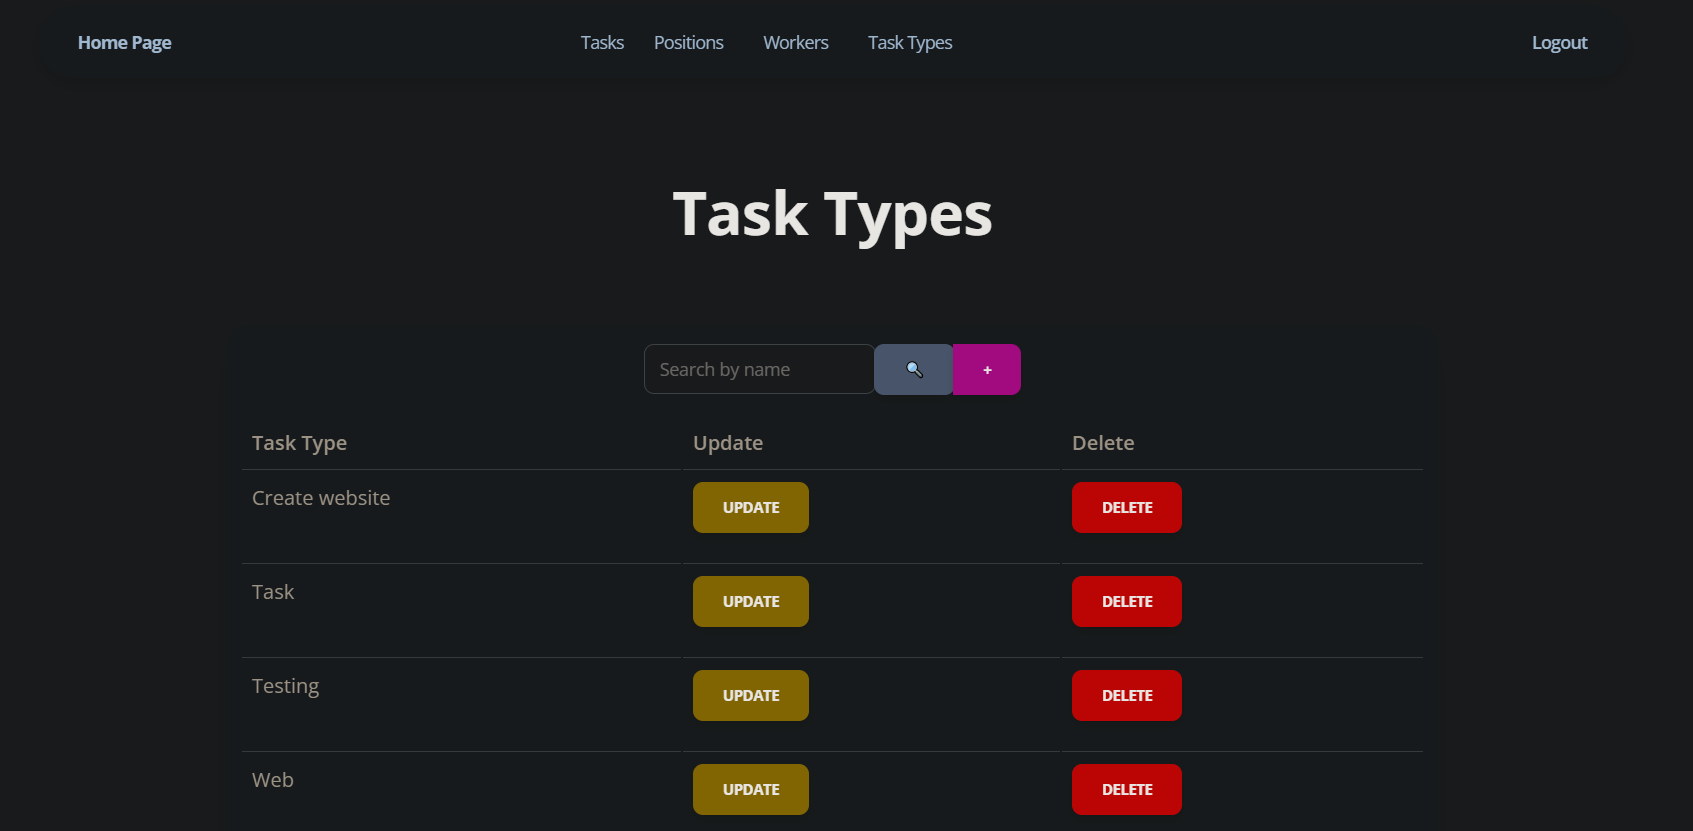 Home Page Tasks Positions Workers Task Types Logout
Task Types
Search by name +
Task Type Update Delete
Create website UPDATE DELETE
Task UPDATE DELETE
Testing UPDATE DELETE
Web UPDATE DELETE